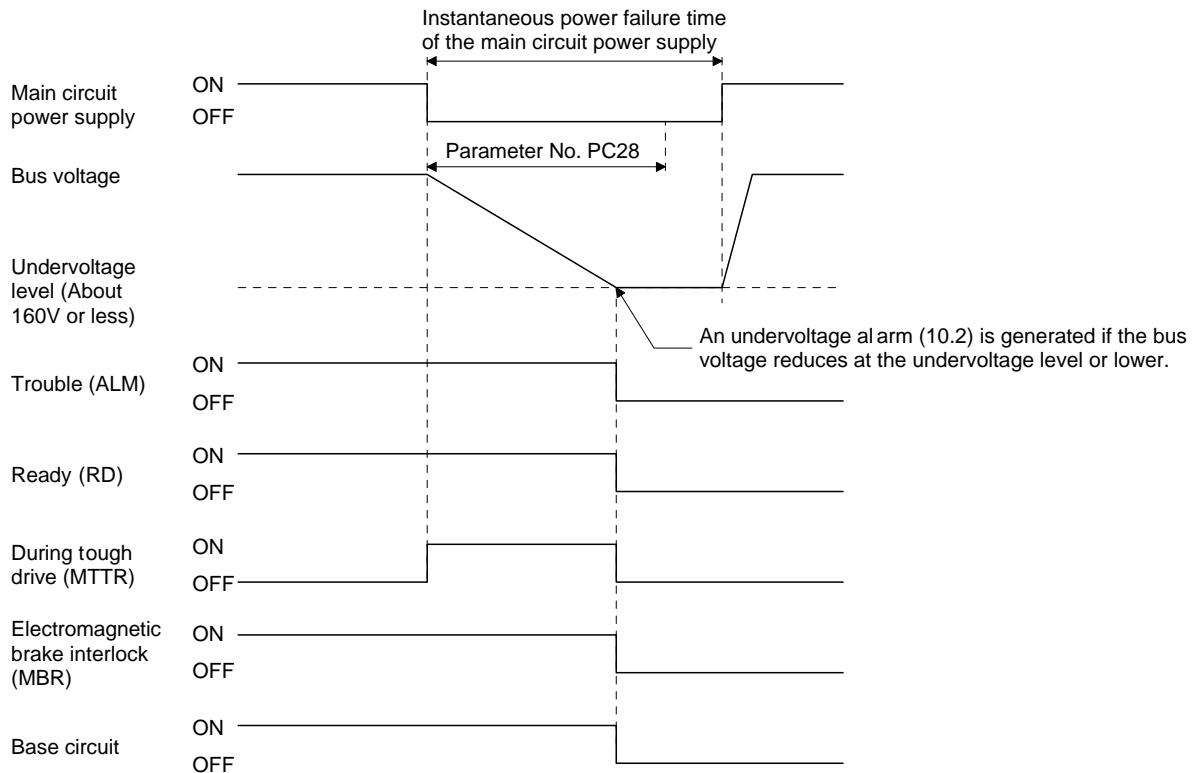 Instantaneous power failure time
of the main circuit power supply
Main circuit
power supply
ON
OFF
Parameter No. PC28
Bus voltage
Undervoltage
level (About
160V or less)
An undervoltage alarm (10.2) is generated if the bus
voltage reduces at the undervoltage level or lower.
Trouble (ALM)
ON
OFF
Ready (RD)
ON
OFF
During tough
drive (MTTR)
ON
OFF
Electromagnetic
brake interlock
(MBR)
ON
OFF
Base circuit
ON
OFF